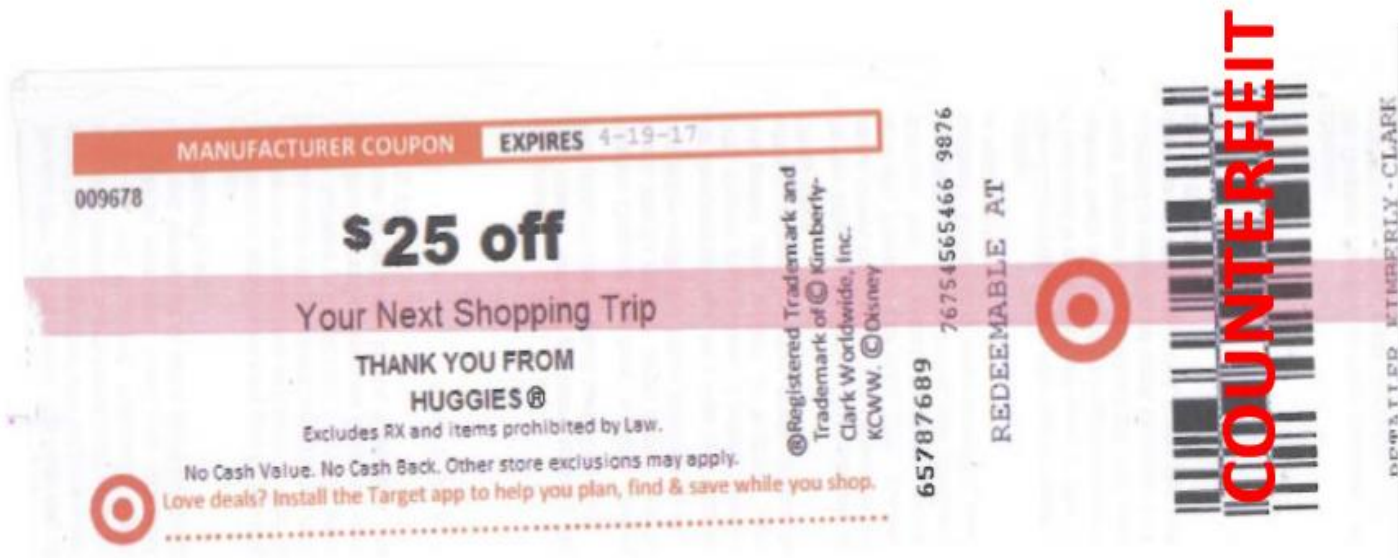 MANUFACTURER COUPON EXPIRES 4-19-17
009678
$25 off
Your Next Shopping Trip
THANK YOU FROM
HUGGIES®
Excludes RX and items prohibited by Law.
No Cash Value. No Cash Back. Other store exclusions may apply.
Love deals? Install the Target app to help you plan, find & save while you shop.
®Registered Trademark and
Trademark of © Kimberly-
Clark Worldwide, Inc.
KCWW. ©Disney
65787689 76754565466 9876
REDEEMABLE AT
COUNTERFEIT
KIMBERLY-CLARK